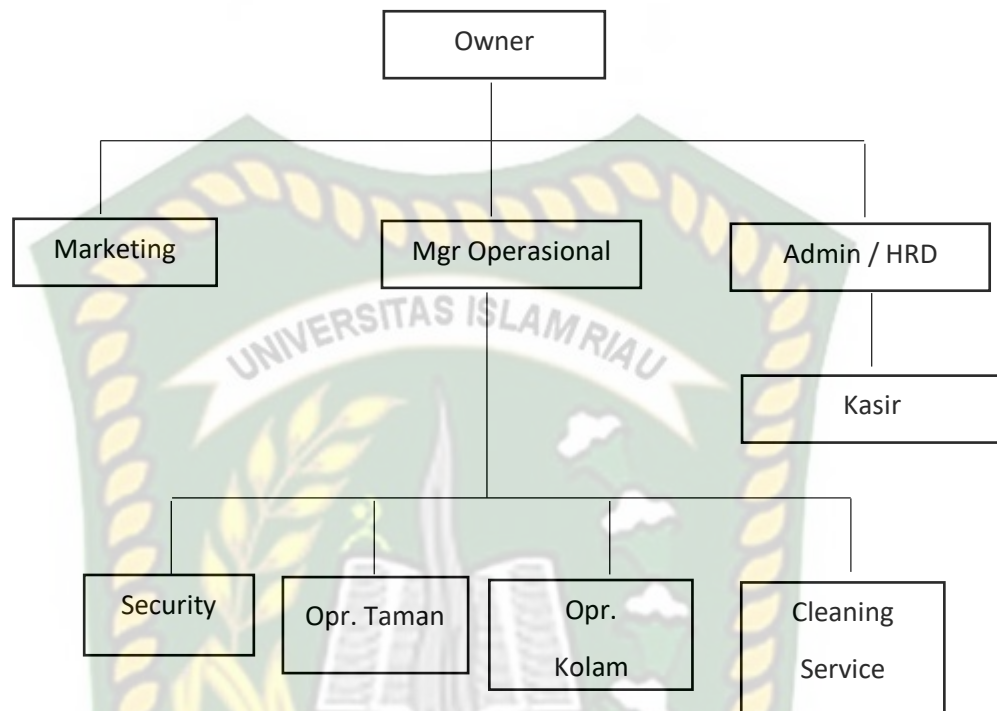 Owner
Marketing
Mgr Operasional
Admin / HRD
UNIVERSITAS ISLAM RIAU
Kasir
Security
Opr. Taman
Opr.
Kolam
Cleaning
Service